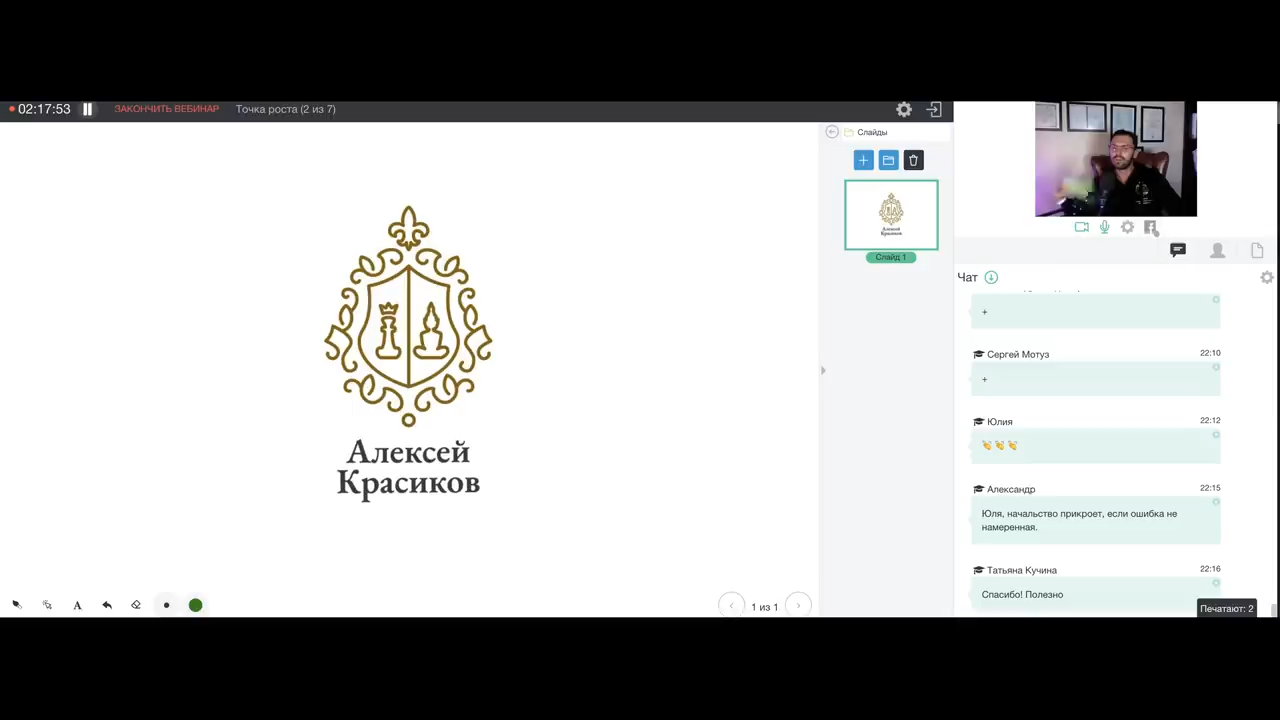 02:17:53
ЗАКОНЧИТЬ ВЕБИНАР
Точка роста (2 из 7)
Слайды
Алексей
Красиков
Слайд 1
Алексей
Красиков
A
1 из 1
Чат
+
Сергей Мотуз
22:10
+
Юлия
22:12
👏👏👏
Александр
22:15
Юля, начальство прикроет, если ошибка не
намеренная.
Татьяна Кучина
22:16
Спасибо! Полезно
Печатают: 2